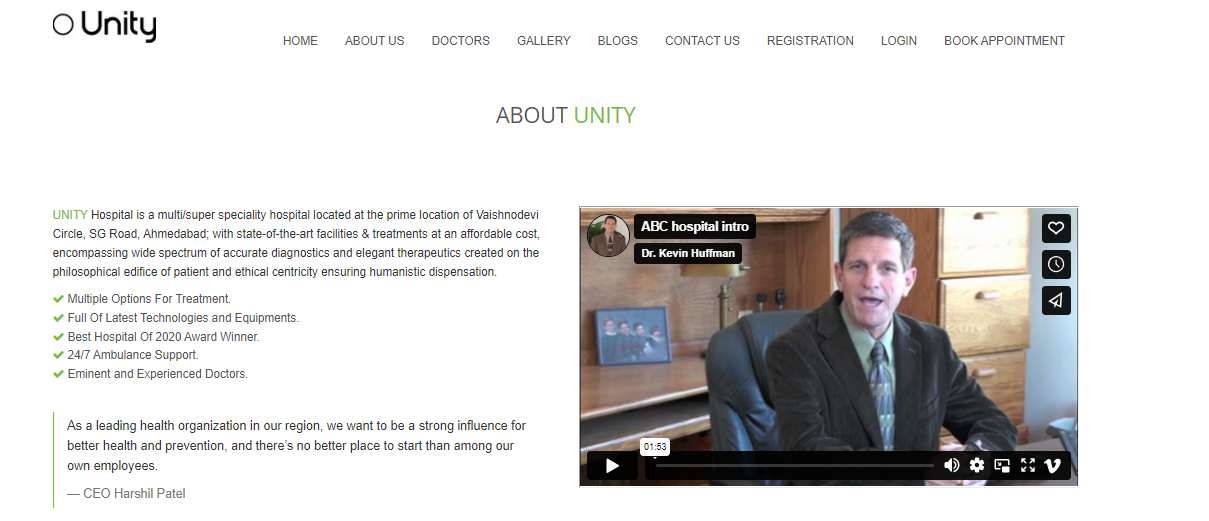 Unity
HOME ABOUT US DOCTORS GALLERY BLOGS CONTACT US REGISTRATION LOGIN BOOK APPOINTMENT
ABOUT UNITY
UNITY Hospital is a multi/super speciality hospital located at the prime location of Vaishnodevi
Circle, SG Road, Ahmedabad; with state-of-the-art facilities & treatments at an affordable cost,
encompassing wide spectrum of accurate diagnostics and elegant therapeutics created on the
philosophical edifice of patient and ethical centricity ensuring humanistic dispensation.
Multiple Options For Treatment.
Full Of Latest Technologies and Equipments.
Best Hospital Of 2020 Award Winner.
24/7 Ambulance Support.
Eminent and Experienced Doctors.
As a leading health organization in our region, we want to be a strong influence for
better health and prevention, and there’s no better place to start than among our
own employees.
— CEO Harshil Patel
ABC hospital intro
Dr. Kevin Huffman
01:53